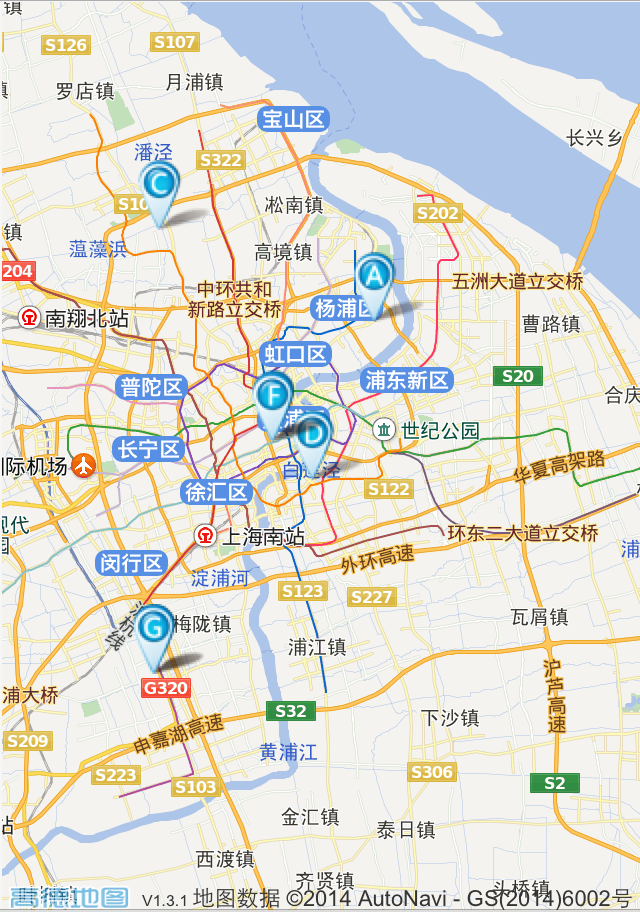 镇
S126
S107
月浦镇
罗店镇
宝山区
长兴乡
潘泾
S322
C
凇南镇
S202
镇
蕰藻浜
高境镇
204
A
五洲大道立交桥
中环共和
新路立交桥
杨浦区
南翔北站
曹路镇
虹口区
S20
普陀区
浦东新区
F
合庆
D
世纪公园
长宁区
国际机场
白莲泾
华夏高架路
徐汇区
S122
现代
园
上海南站
环东二大道立交桥
浦
外环高速
闵行区
淀浦河
S123
S227
G
梅陇镇
瓦屑镇
浦江镇
G320
浦大桥
沪芦高速
S32
下沙镇
S209
申嘉湖高速
黄浦江
S223
S306
S2
S103
金汇镇
泰日镇
站
西渡镇
齐贤镇
头桥镇
高德地图
V1.3.1 地图数据 ©2014 AutoNavi - GS(2014)6002号